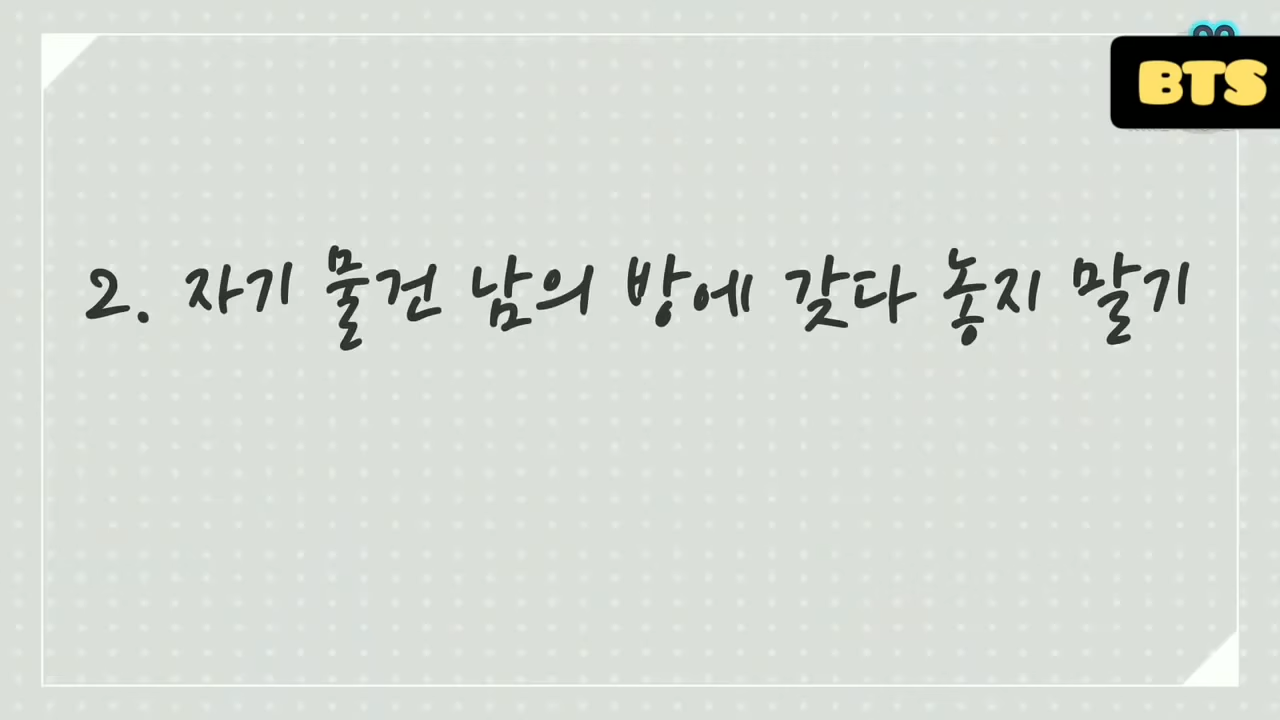 BTS
2. 자기 물건 남의 방에 갖다 놓지 말기